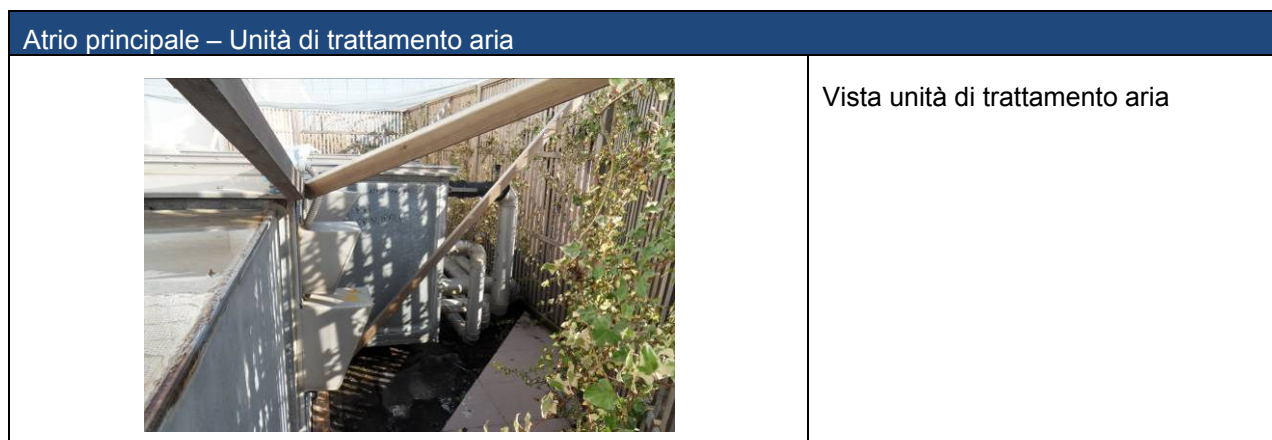 Atrio principale – Unità di trattamento aria
Vista unità di trattamento aria